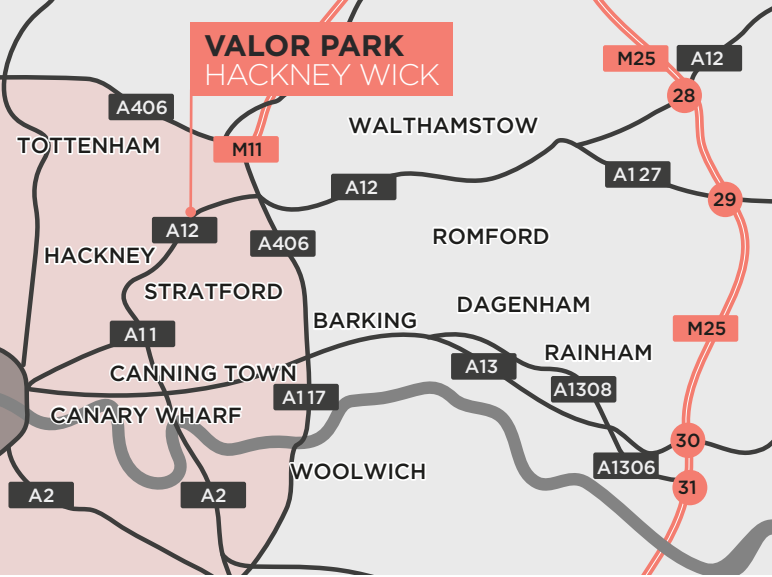 VALOR PARK
HACKNEY WICK
M25
A12
28
A406
WALTHAMSTOW
TOTTENHAM
M11
A127
A12
29
A12
ROMFORD
A406
HACKNEY
STRATFORD
DAGENHAM
BARKING
M25
A11
RAINHAM
A13
CANNING TOWN
A1308
A117
CANARY WHARF
30
A1306
WOOLWICH
31
A2
A2